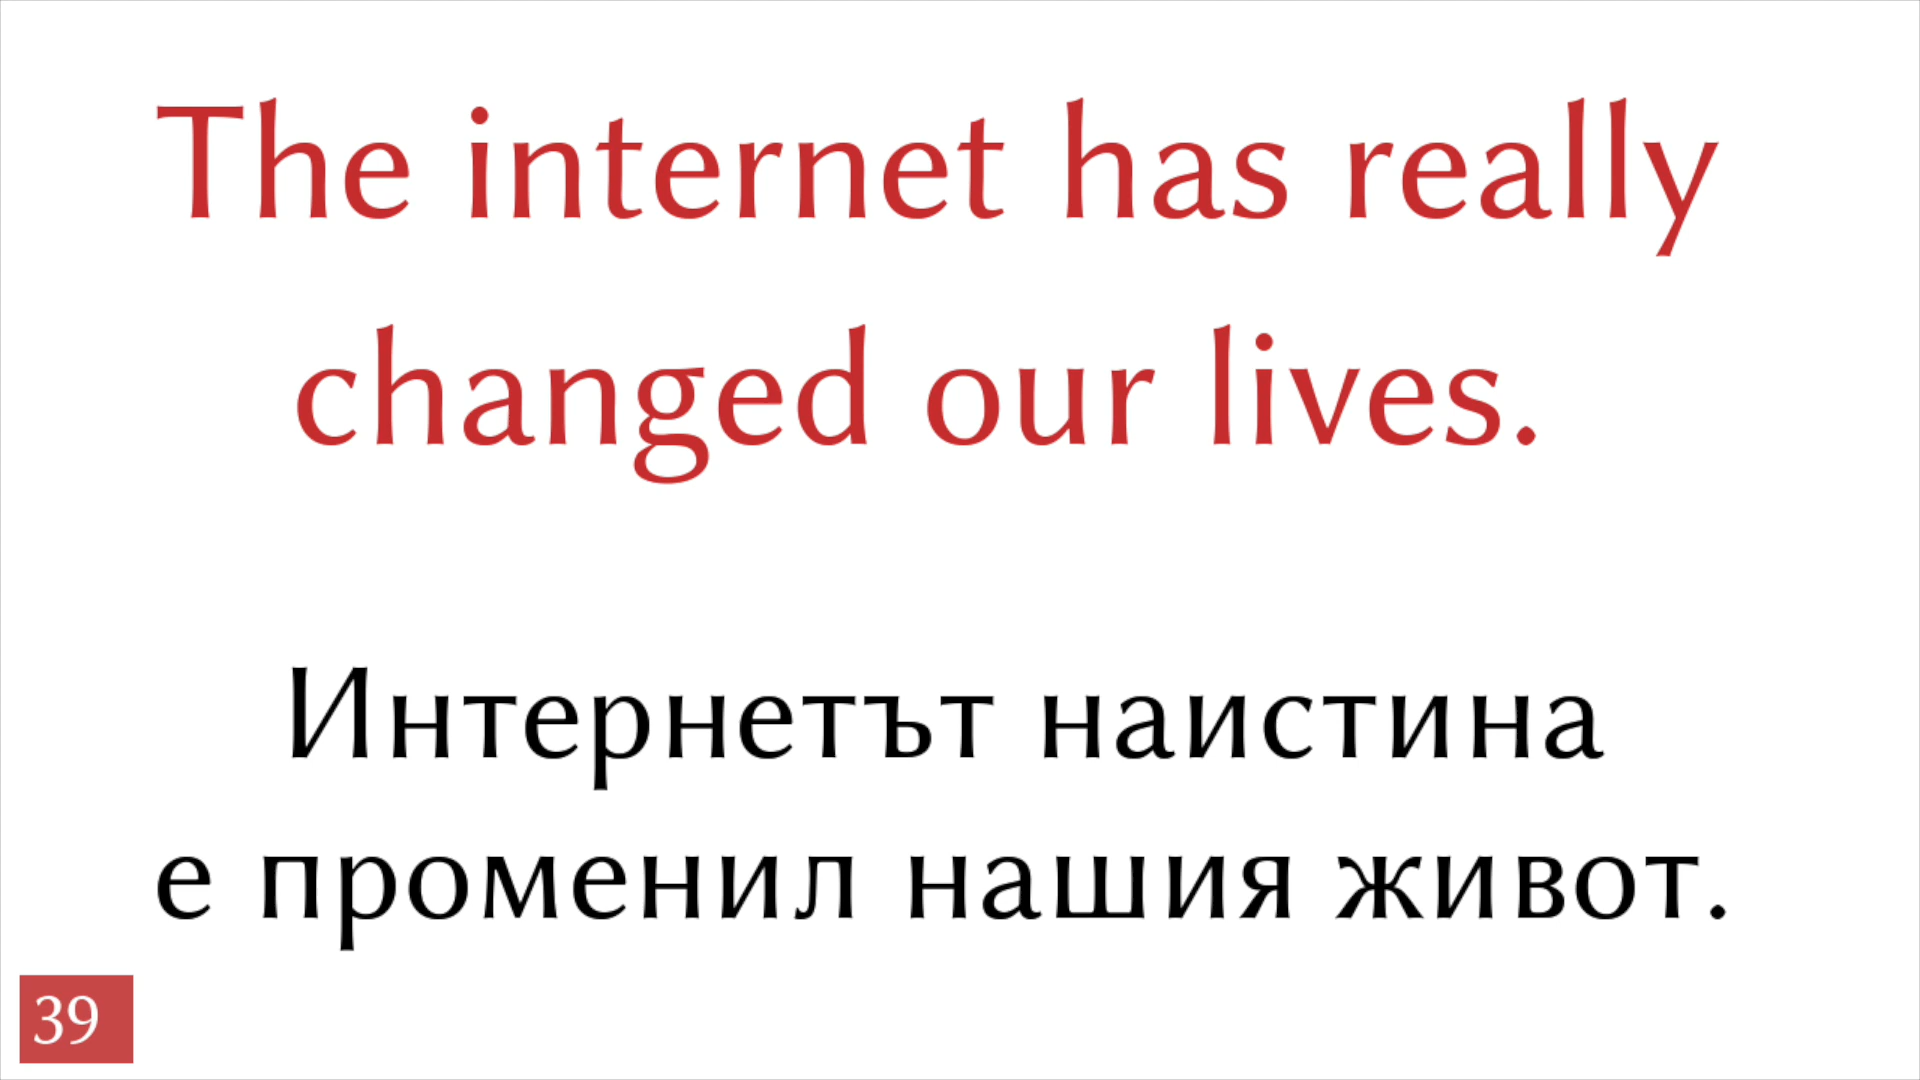 The internet has really
changed our lives.
Интернетът наистина
е променил нашия живот.
39